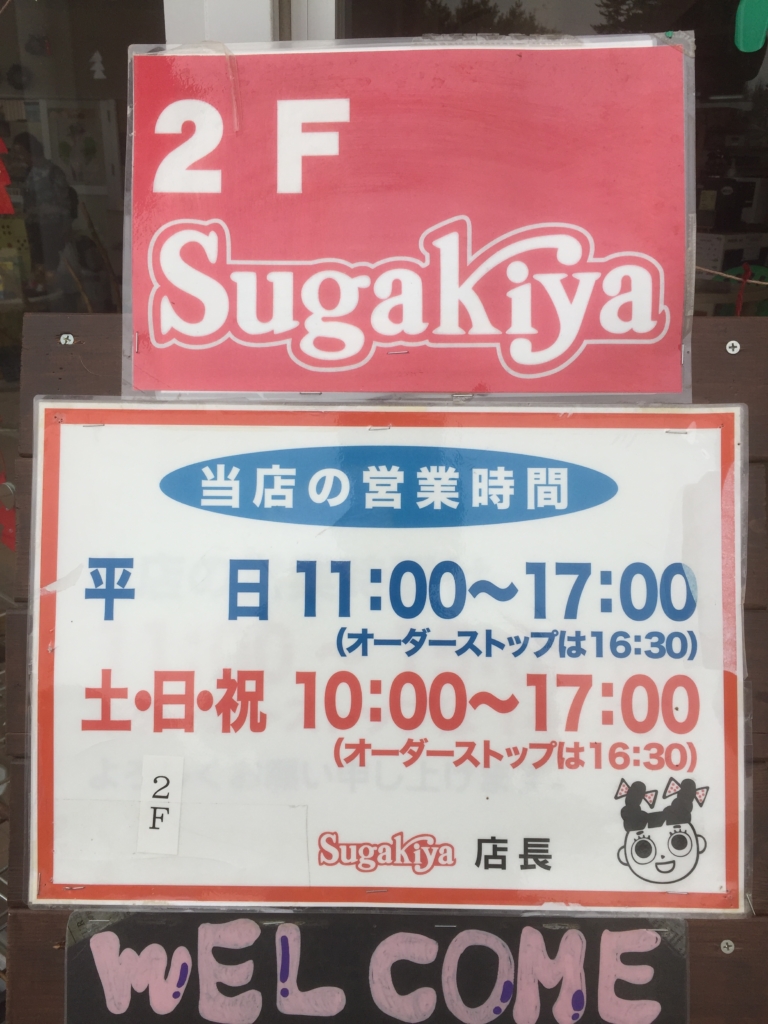 2F
Sugakiya
当店の営業時間
平 日 11:00～17:00
(オーダーストップは16:30)
土・日・祝 10:00～17:00
(オーダーストップは16:30)
2F
Sugakiya 店長
WELCOME